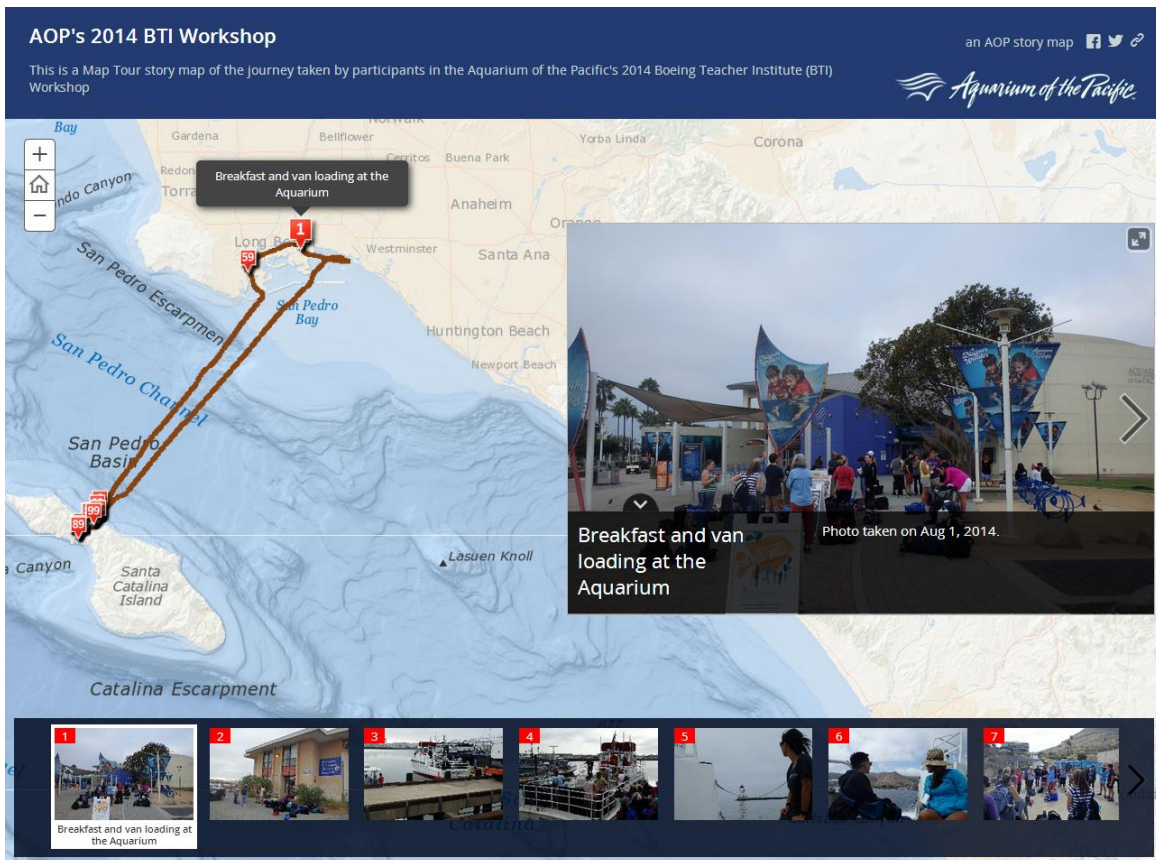 AOP's 2014 BTI Workshop
This is a Map Tour story map of the journey taken by participants in the Aquarium of the Pacific's 2014 Boeing Teacher Institute (BTI)
Workshop
an AOP story map
Aquarium of the Pacific
Bay
Gardena
Bellflower
Norwalk
Yorba Linda
Corona
Cerritos
Buena Park
Canyon
Breakfast and van loading at the
Aquarium
Anaheim
Orange
1
Long Be
Westminster
Santa Ana
59
San Pedro Escarpmen
San Pedro
Bay
Huntington Beach
Newport Beach
San Pedro Channel
San Pedro
Basin
99
89
Lasuen Knoll
Canyon
Santa
Catalina
Island
Catalina Escarpment
Breakfast and van
loading at the
Aquarium
Photo taken on Aug 1, 2014.
1
2
3
4
5
6
7
Breakfast and van loading at
the Aquarium
Catalina